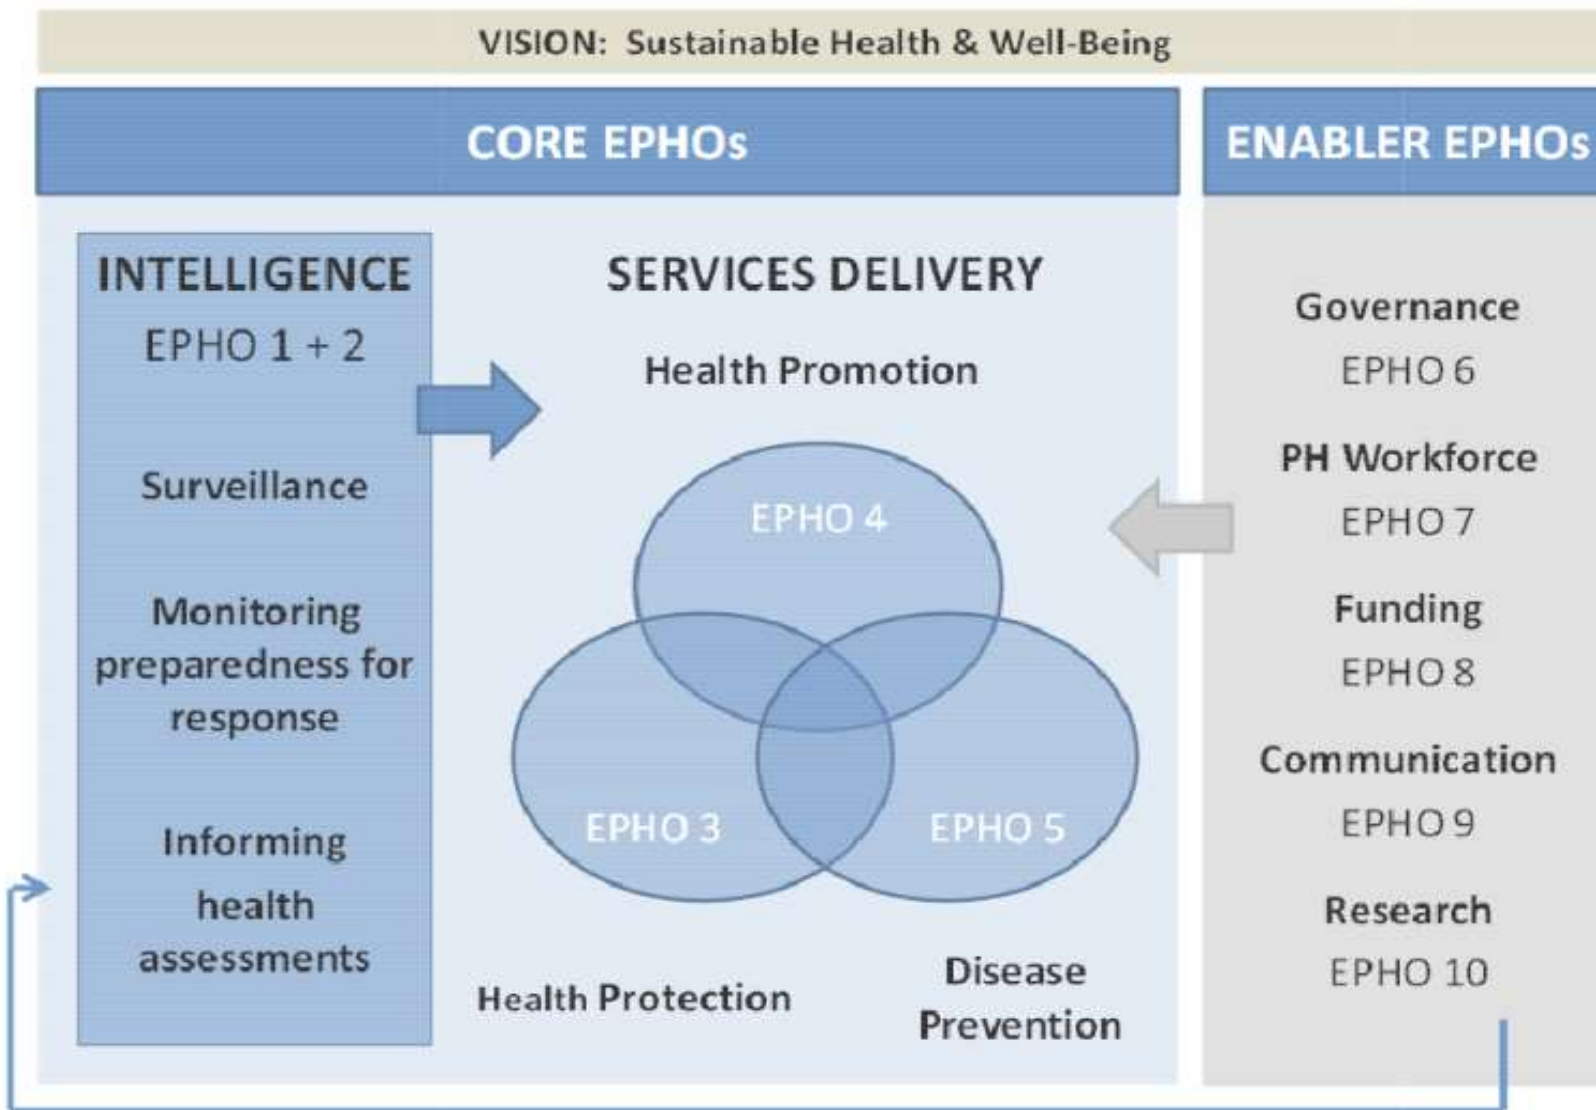 VISION: Sustainable Health & Well-Being
CORE EPHOs
ENABLER EPHOs
INTELLIGENCE
EPHO 1 + 2
Surveillance
Monitoring
preparedness for
response
Informing
health
assessments
SERVICES DELIVERY
Health Promotion
EPHO 4
EPHO 3
EPHO 5
Health Protection
Disease
Prevention
Governance
EPHO 6
PH Workforce
EPHO 7
Funding
EPHO 8
Communication
EPHO 9
Research
EPHO 10